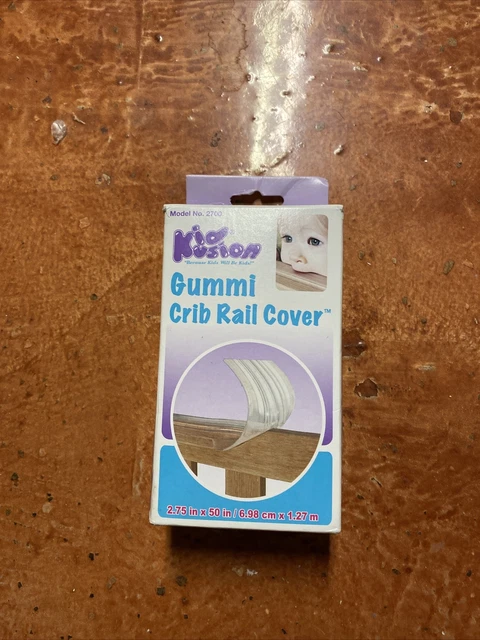 Model No. 2700
Kid Kusion
"Because Kids Will Be Kids!"
Gummi
Crib Rail Cover™
2.75 in x 50 in / 6.98 cm x 1.27 m